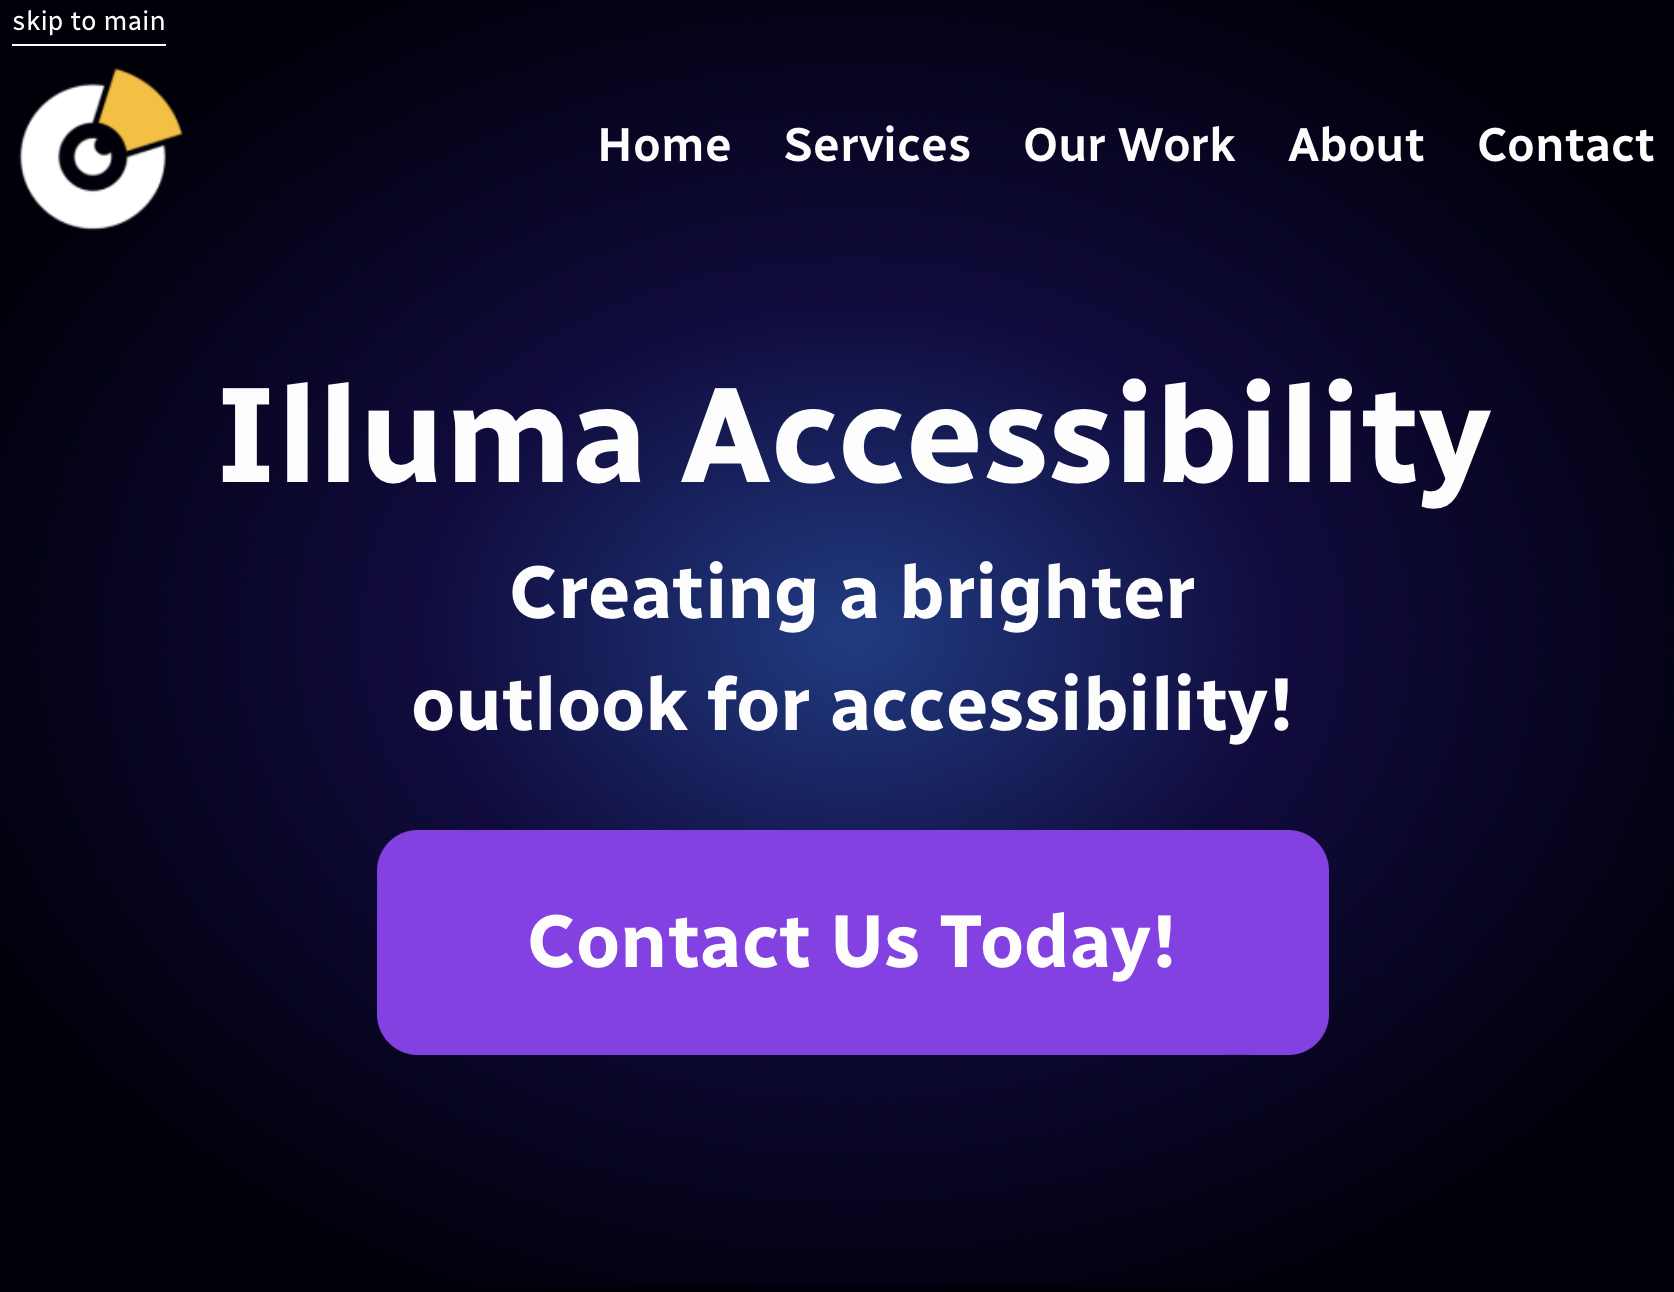 skip to main
Home Services Our Work About Contact
Illuma Accessibility
Creating a brighter
outlook for accessibility!
Contact Us Today!